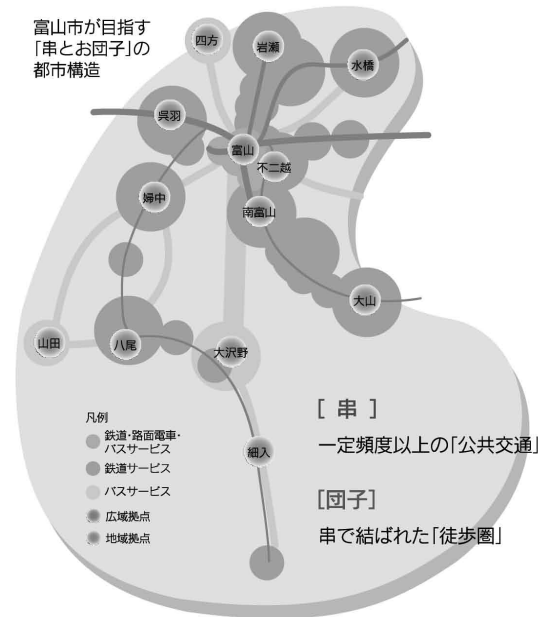 富山市が目指す
「串とお団子」の
都市構造
四方
岩瀬
水橋
呉羽
富山
不二越
婦中
南富山
大山
山田
八尾
大沢野
細入
凡例
鉄道・路面電車・
バスサービス
鉄道サービス
バスサービス
広域拠点
地域拠点
[ 串 ]
一定頻度以上の「公共交通」
[団子]
串で結ばれた「徒歩圏」